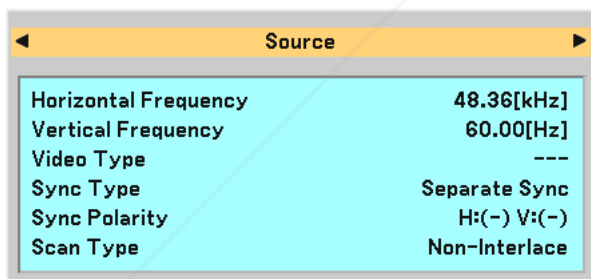 Source
Horizontal Frequency 48.36[kHz]
Vertical Frequency 60.00[Hz]
Video Type ---
Sync Type Separate Sync
Sync Polarity H:(-) V:(-)
Scan Type Non-Interlace